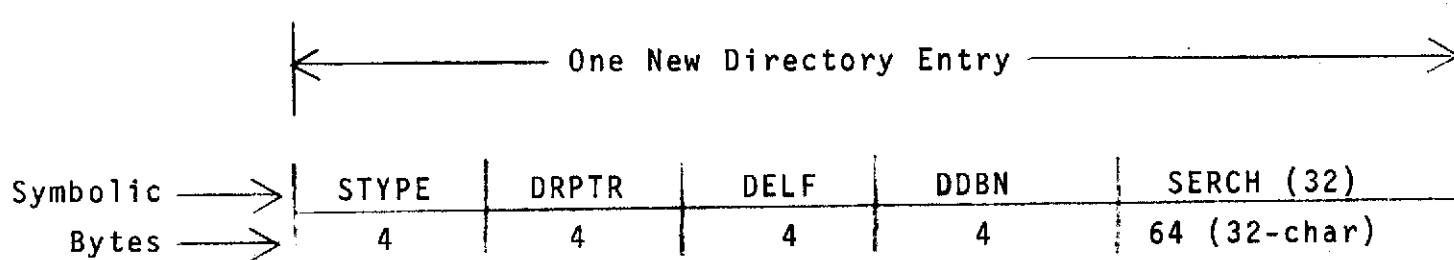 One New Directory Entry
Symbolic STYPE DRPTR DELF DDBN SERCH (32)
Bytes 4 4 4 4 64 (32-char)